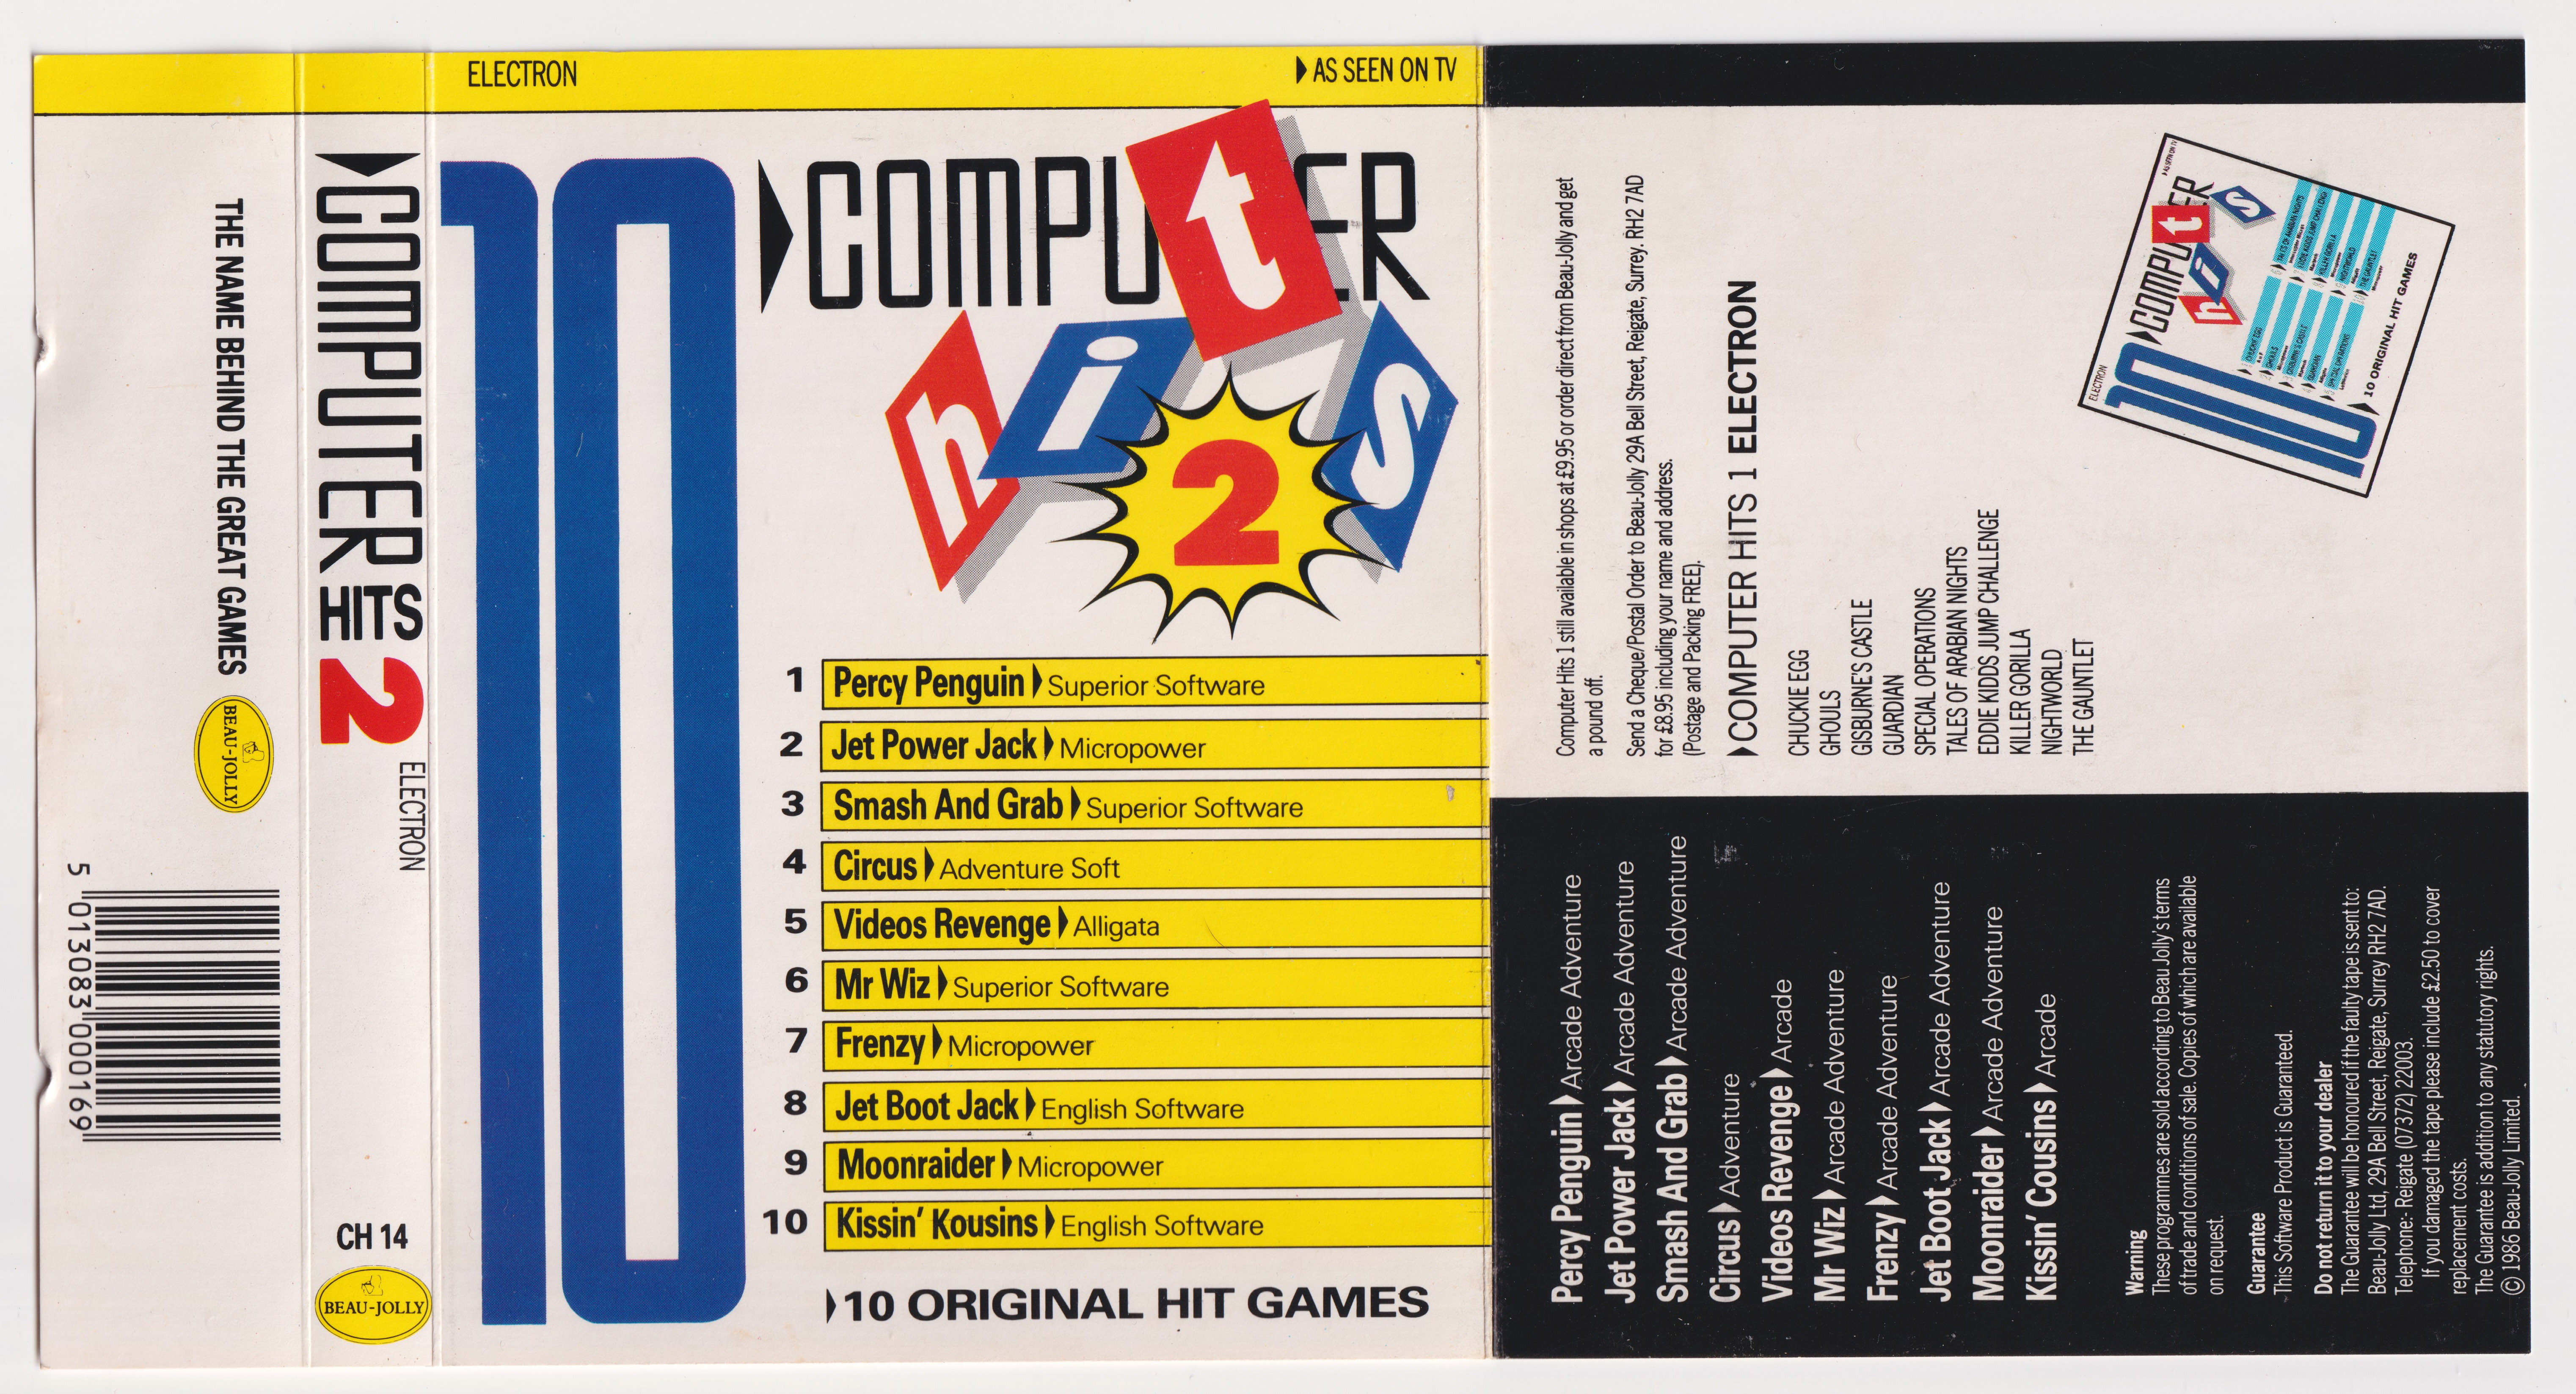 THE NAME BEHIND THE GREAT GAMES
BEAU-JOLLY
5 013083 000169
COMPUTER HITS 2
ELECTRON
CH 14
BEAU-JOLLY
ELECTRON
AS SEEN ON TV
10
COMPUTER
hits
2
1 Percy Penguin Superior Software
2 Jet Power Jack Micropower
3 Smash And Grab Superior Software
4 Circus Adventure Soft
5 Videos Revenge Alligata
6 Mr Wiz Superior Software
7 Frenzy Micropower
8 Jet Boot Jack English Software
9 Moonraider Micropower
10 Kissin' Kousins English Software
10 ORIGINAL HIT GAMES
Computer Hits 1 still available in shops at £9.95 or order direct from Beau-Jolly and get
a pound off.
Send a Cheque/Postal Order to Beau-Jolly 29A Bell Street, Reigate, Surrey. RH2 7AD
for £8.95 including your name and address.
(Postage and Packing FREE).
COMPUTER HITS 1 ELECTRON
CHUCKIE EGG
GHOULS
GISBURNE'S CASTLE
GUARDIAN
SPECIAL OPERATIONS
TALES OF ARABIAN NIGHTS
EDDIE KIDDS JUMP CHALLENGE
KILLER GORILLA
NIGHTWORLD
THE GAUNTLET
ELECTRON
AS SEEN ON TV
10
COMPUTER
hits
10 ORIGINAL HIT GAMES
Percy Penguin Arcade Adventure
Jet Power Jack Arcade Adventure
Smash And Grab Arcade Adventure
Circus Adventure
Videos Revenge Arcade
Mr Wiz Arcade Adventure
Frenzy Arcade Adventure
Jet Boot Jack Arcade Adventure
Moonraider Arcade Adventure
Kissin' Cousins Arcade
Warning
These programmes are sold according to Beau Jolly's terms
of trade and conditions of sale. Copies of which are available
on request.
Guarantee
This Software Product is Guaranteed.
Do not return it to your dealer
The Guarantee will be honoured if the faulty tape is sent to:
Beau-Jolly Ltd, 29A Bell Street, Reigate, Surrey RH2 7AD.
Telephone: Reigate (07372) 22003.
If you damaged the tape please include £2.50 to cover
replacement costs.
The Guarantee is addition to any statutory rights.
© 1986 Beau-Jolly Limited.